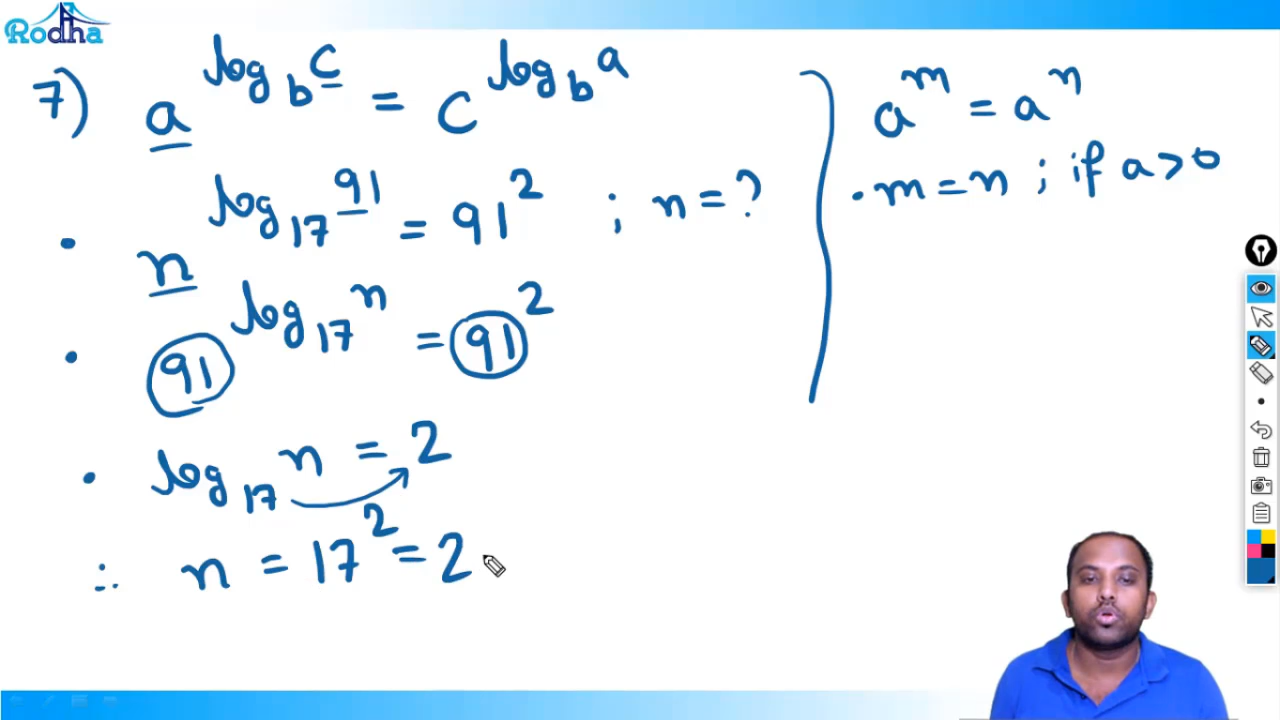 Rodha
7) a^(log_b c) = c^(log_b a)
• n^(log_17 91) = 91^2 ; n = ?
• 91^(log_17 n) = 91^2
• log_17 n = 2
∴ n = 17^2 = 2
a^m = a^n
• m = n ; if a > 0